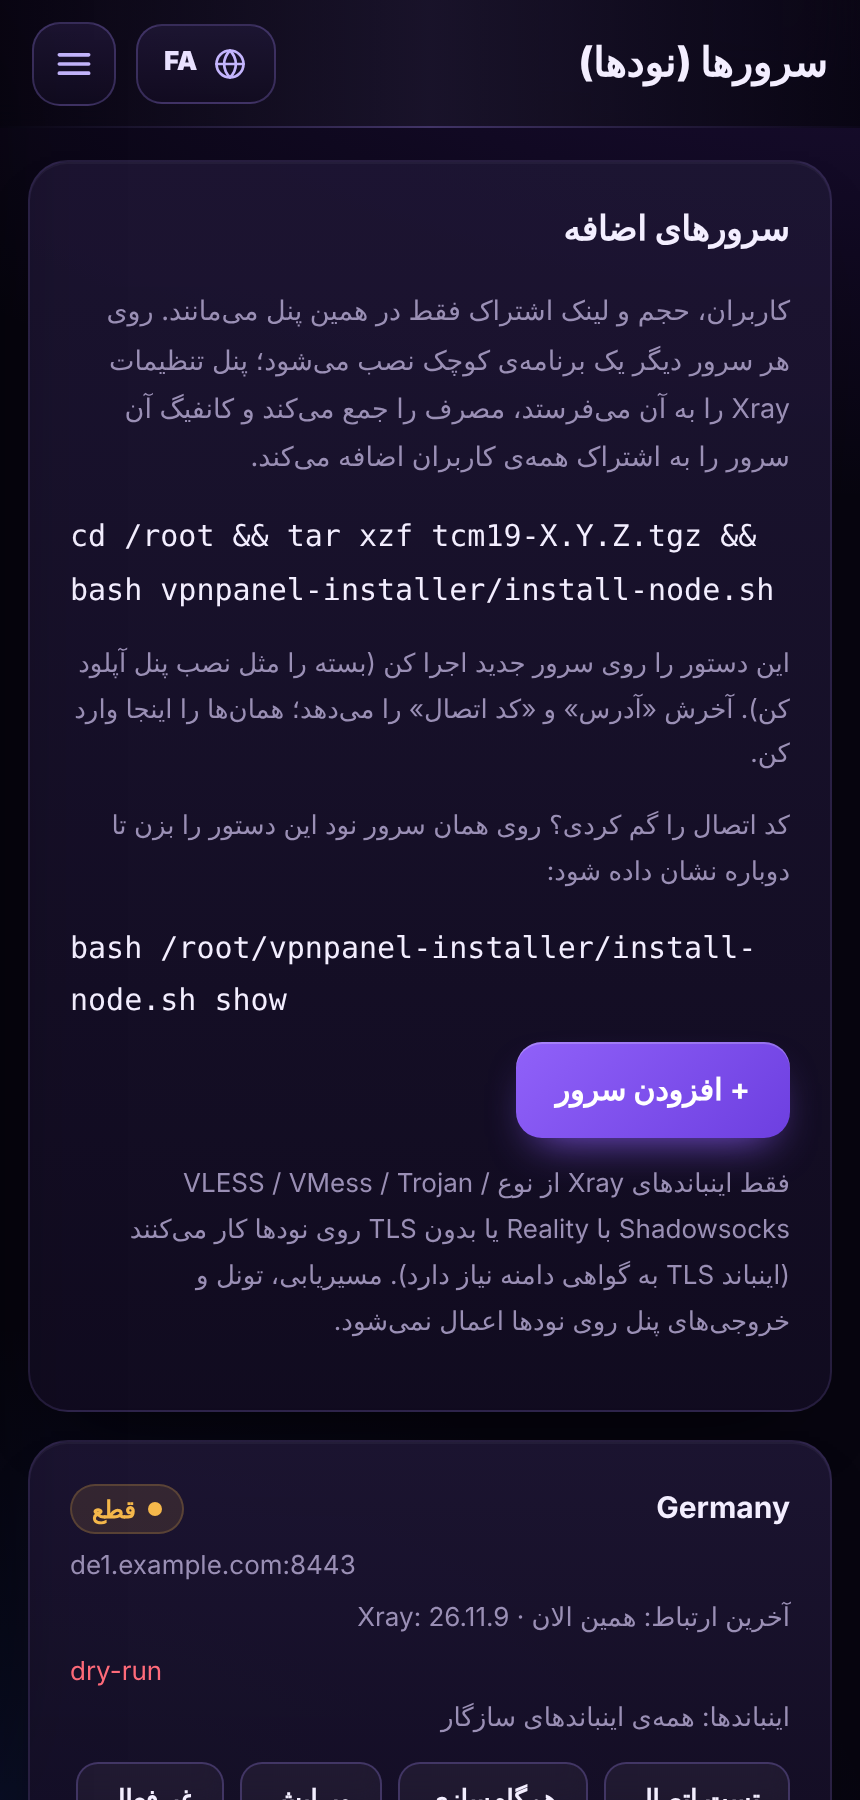 سرورها (نودها)
FA
سرورهای اضافه
کاربران، حجم و لینک اشتراک فقط در همین پنل می‌مانند. روی
هر سرور دیگر یک برنامه‌ی کوچک نصب می‌شود؛ پنل تنظیمات
Xray را به آن می‌فرستد، مصرف را جمع می‌کند و کانفیگ آن
سرور را به اشتراک همه‌ی کاربران اضافه می‌کند.
cd /root && tar xzf tcm19-X.Y.Z.tgz &&
bash vpnpanel-installer/install-node.sh
این دستور را روی سرور جدید اجرا کن (بسته را مثل نصب پنل آپلود
کن). آخرش «آدرس» و «کد اتصال» را می‌دهد؛ همان‌ها را اینجا وارد
کن.
کد اتصال را گم کردی؟ روی همان سرور نود این دستور را بزن تا
دوباره نشان داده شود:
bash /root/vpnpanel-installer/install-
node.sh show
+ افزودن سرور
فقط اینباندهای Xray از نوع VLESS / VMess / Trojan /
Shadowsocks با Reality یا بدون TLS روی نودها کار می‌کنند
(اینباند TLS به گواهی دامنه نیاز دارد). مسیریابی، تونل و
خروجی‌های پنل روی نودها اعمال نمی‌شود.
Germany
قطع
de1.example.com:8443
آخرین ارتباط: همین الان · Xray: 26.11.9
dry-run
اینباندها: همه‌ی اینباندهای سازگار